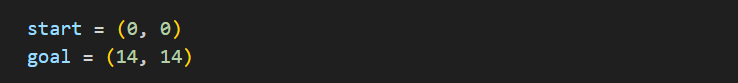 start = (0, 0)
goal = (14, 14)